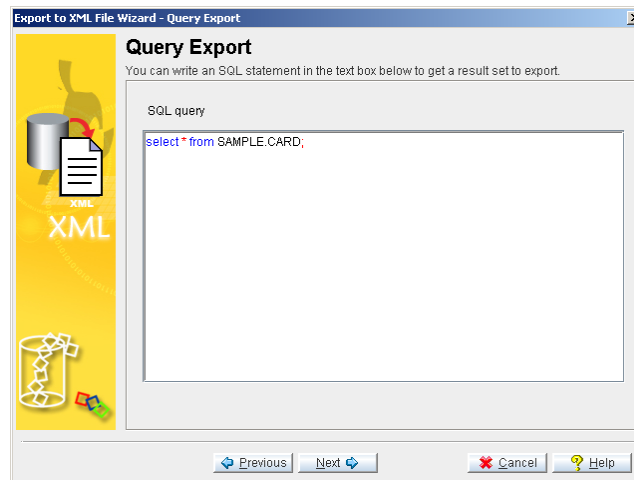 Export to XML File Wizard - Query Export
Query Export
You can write an SQL statement in the text box below to get a result set to export.
SQL query
select * from SAMPLE.CARD;
XML
XML
Previous Next Cancel Help